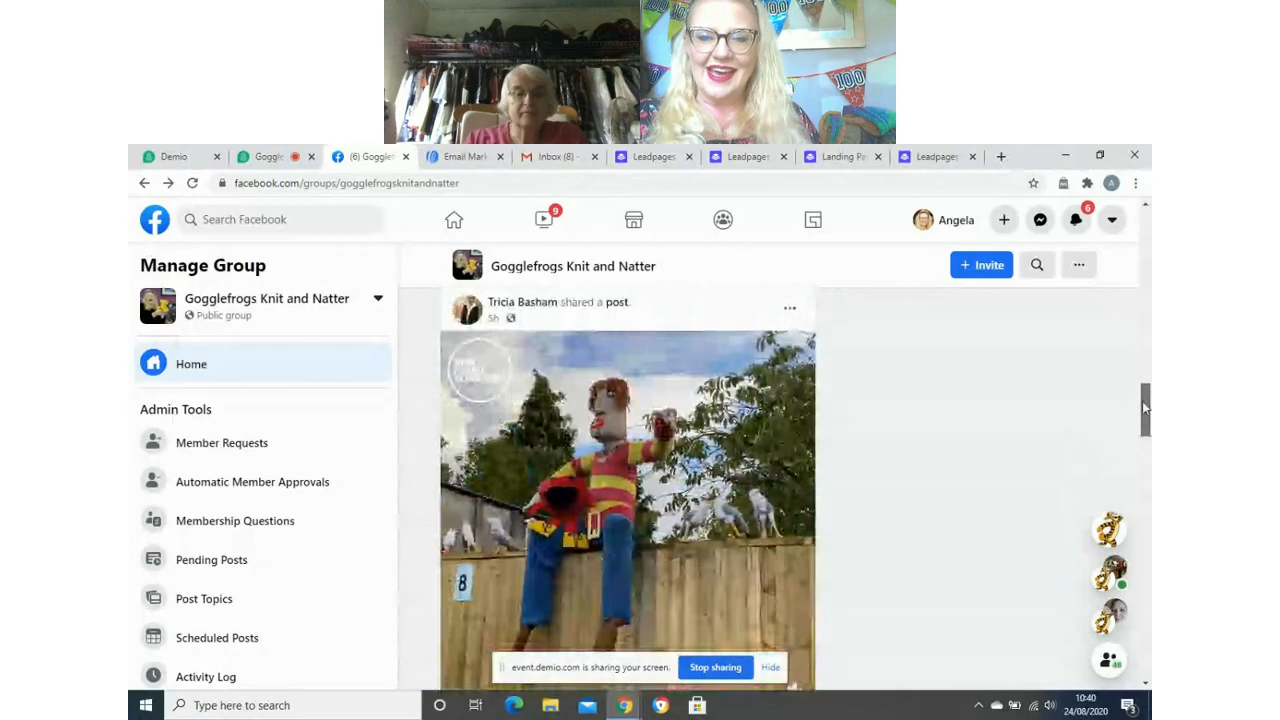 100
100
Demio
Goggle
(6) Goggle
Email Mark
Inbox (8) -
Leadpages
Leadpages
Landing Pa
Leadpages
facebook.com/groups/gogglefrogsknitandnatter
A
Search Facebook
9
Angela
6
Manage Group
Gogglefrogs Knit and Natter
+ Invite
Gogglefrogs Knit and Natter
Public group
Tricia Basham shared a post.
5h
Home
Admin Tools
Member Requests
Automatic Member Approvals
Membership Questions
Pending Posts
8
Post Topics
Scheduled Posts
Activity Log
event.demio.com is sharing your screen.
Stop sharing
Hide
Type here to search
10:40
24/08/2020
3